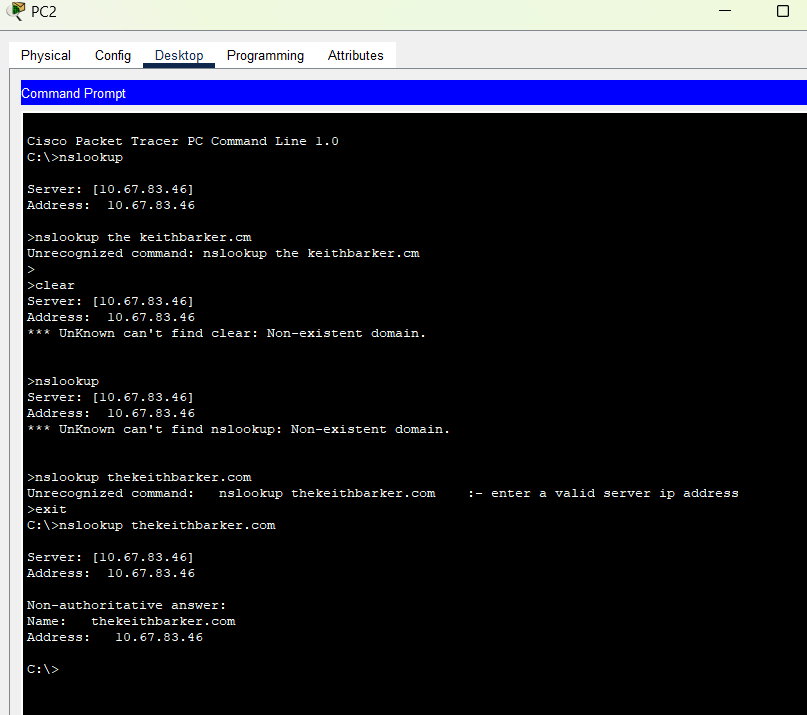 PC2
Physical Config Desktop Programming Attributes
Command Prompt
Cisco Packet Tracer PC Command Line 1.0
C:\>nslookup
Server: [10.67.83.46]
Address:  10.67.83.46
>nslookup the keithbarker.cm
Unrecognized command: nslookup the keithbarker.cm
>
>clear
Server: [10.67.83.46]
Address:  10.67.83.46
*** UnKnown can't find clear: Non-existent domain.
>nslookup
Server: [10.67.83.46]
Address:  10.67.83.46
*** UnKnown can't find nslookup: Non-existent domain.
>nslookup thekeithbarker.com
Unrecognized command:   nslookup thekeithbarker.com    :- enter a valid server ip address
>exit
C:\>nslookup thekeithbarker.com
Server: [10.67.83.46]
Address:  10.67.83.46
Non-authoritative answer:
Name:   thekeithbarker.com
Address:   10.67.83.46
C:\>